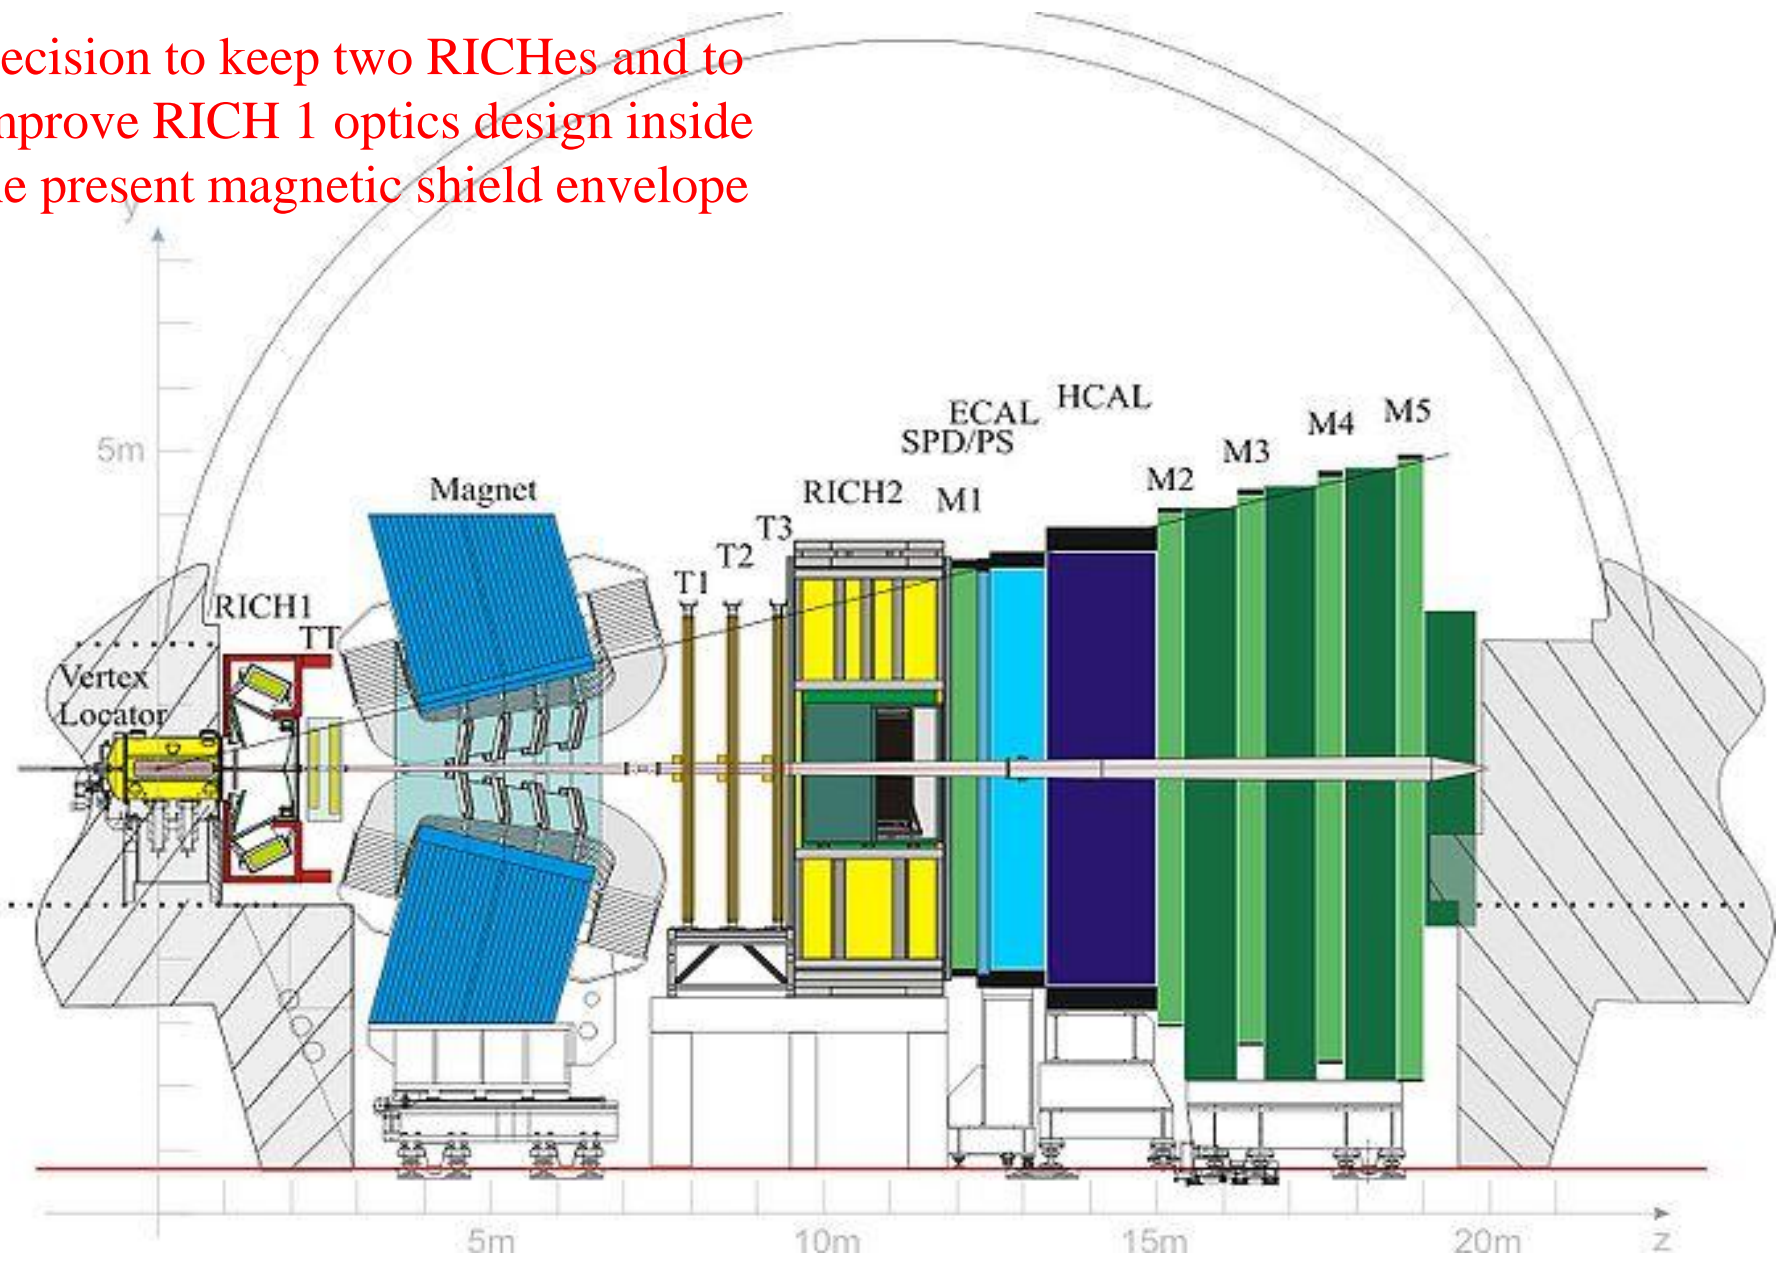 ecision to keep two RICHes and to
mprove RICH 1 optics design inside
e present magnetic shield envelope
y
HCAL
ECAL
M5
M4
SPD/PS
5m
M3
M2
Magnet
RICH2
M1
T3
T2
T1
RICH1
TT
Vertex
Locator
5m
10m
15m
20m
z